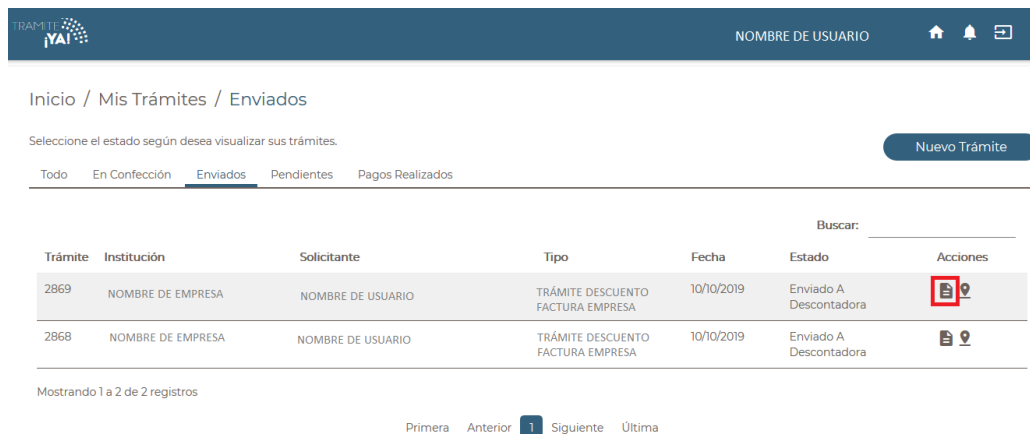 TRAMITE
¡YA!
NOMBRE DE USUARIO
Inicio / Mis Trámites / Enviados
Seleccione el estado según desea visualizar sus trámites.
Nuevo Trámite
Todo En Confección Enviados Pendientes Pagos Realizados
Buscar:
Trámite Institución Solicitante Tipo Fecha Estado Acciones
2869 NOMBRE DE EMPRESA NOMBRE DE USUARIO TRÁMITE DESCUENTO 10/10/2019 Enviado A
FACTURA EMPRESA Descontadora
2868 NOMBRE DE EMPRESA NOMBRE DE USUARIO TRÁMITE DESCUENTO 10/10/2019 Enviado A
FACTURA EMPRESA Descontadora
Mostrando 1 a 2 de 2 registros
Primera Anterior 1 Siguiente Última